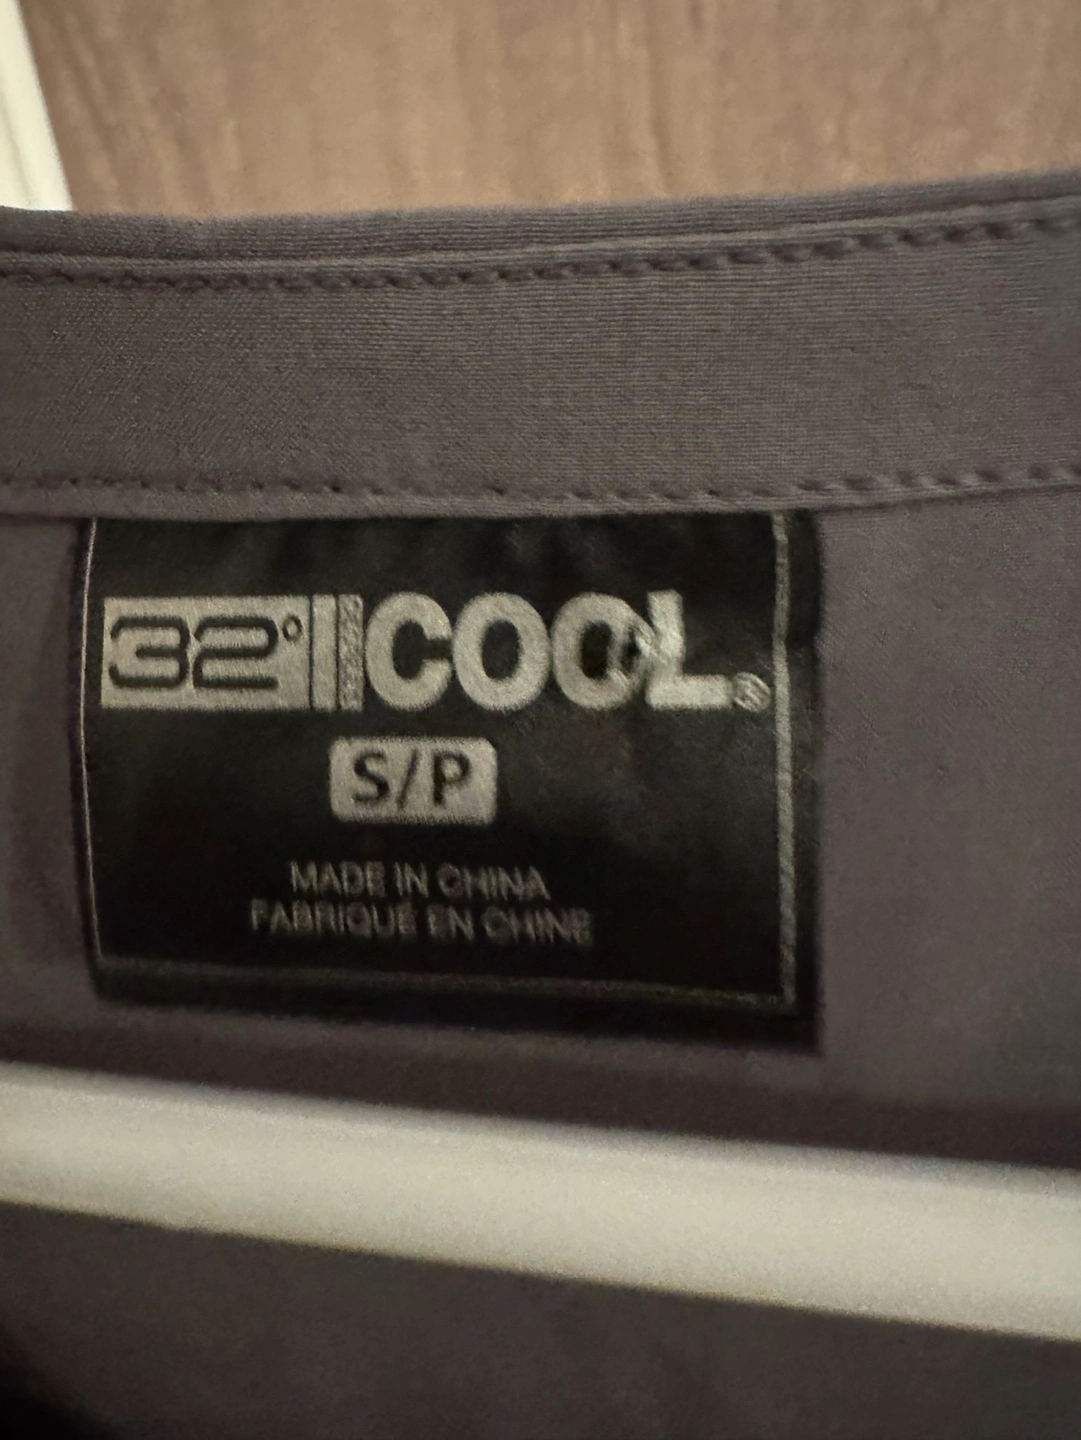 32° COOL®
S/P
MADE IN CHINA
FABRIQUÉ EN CHINE